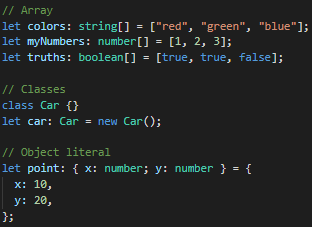 // Array
let colors: string[] = ["red", "green", "blue"];
let myNumbers: number[] = [1, 2, 3];
let truths: boolean[] = [true, true, false];

// Classes
class Car {}
let car: Car = new Car();

// Object literal
let point: { x: number; y: number } = {
  x: 10,
  y: 20,
};